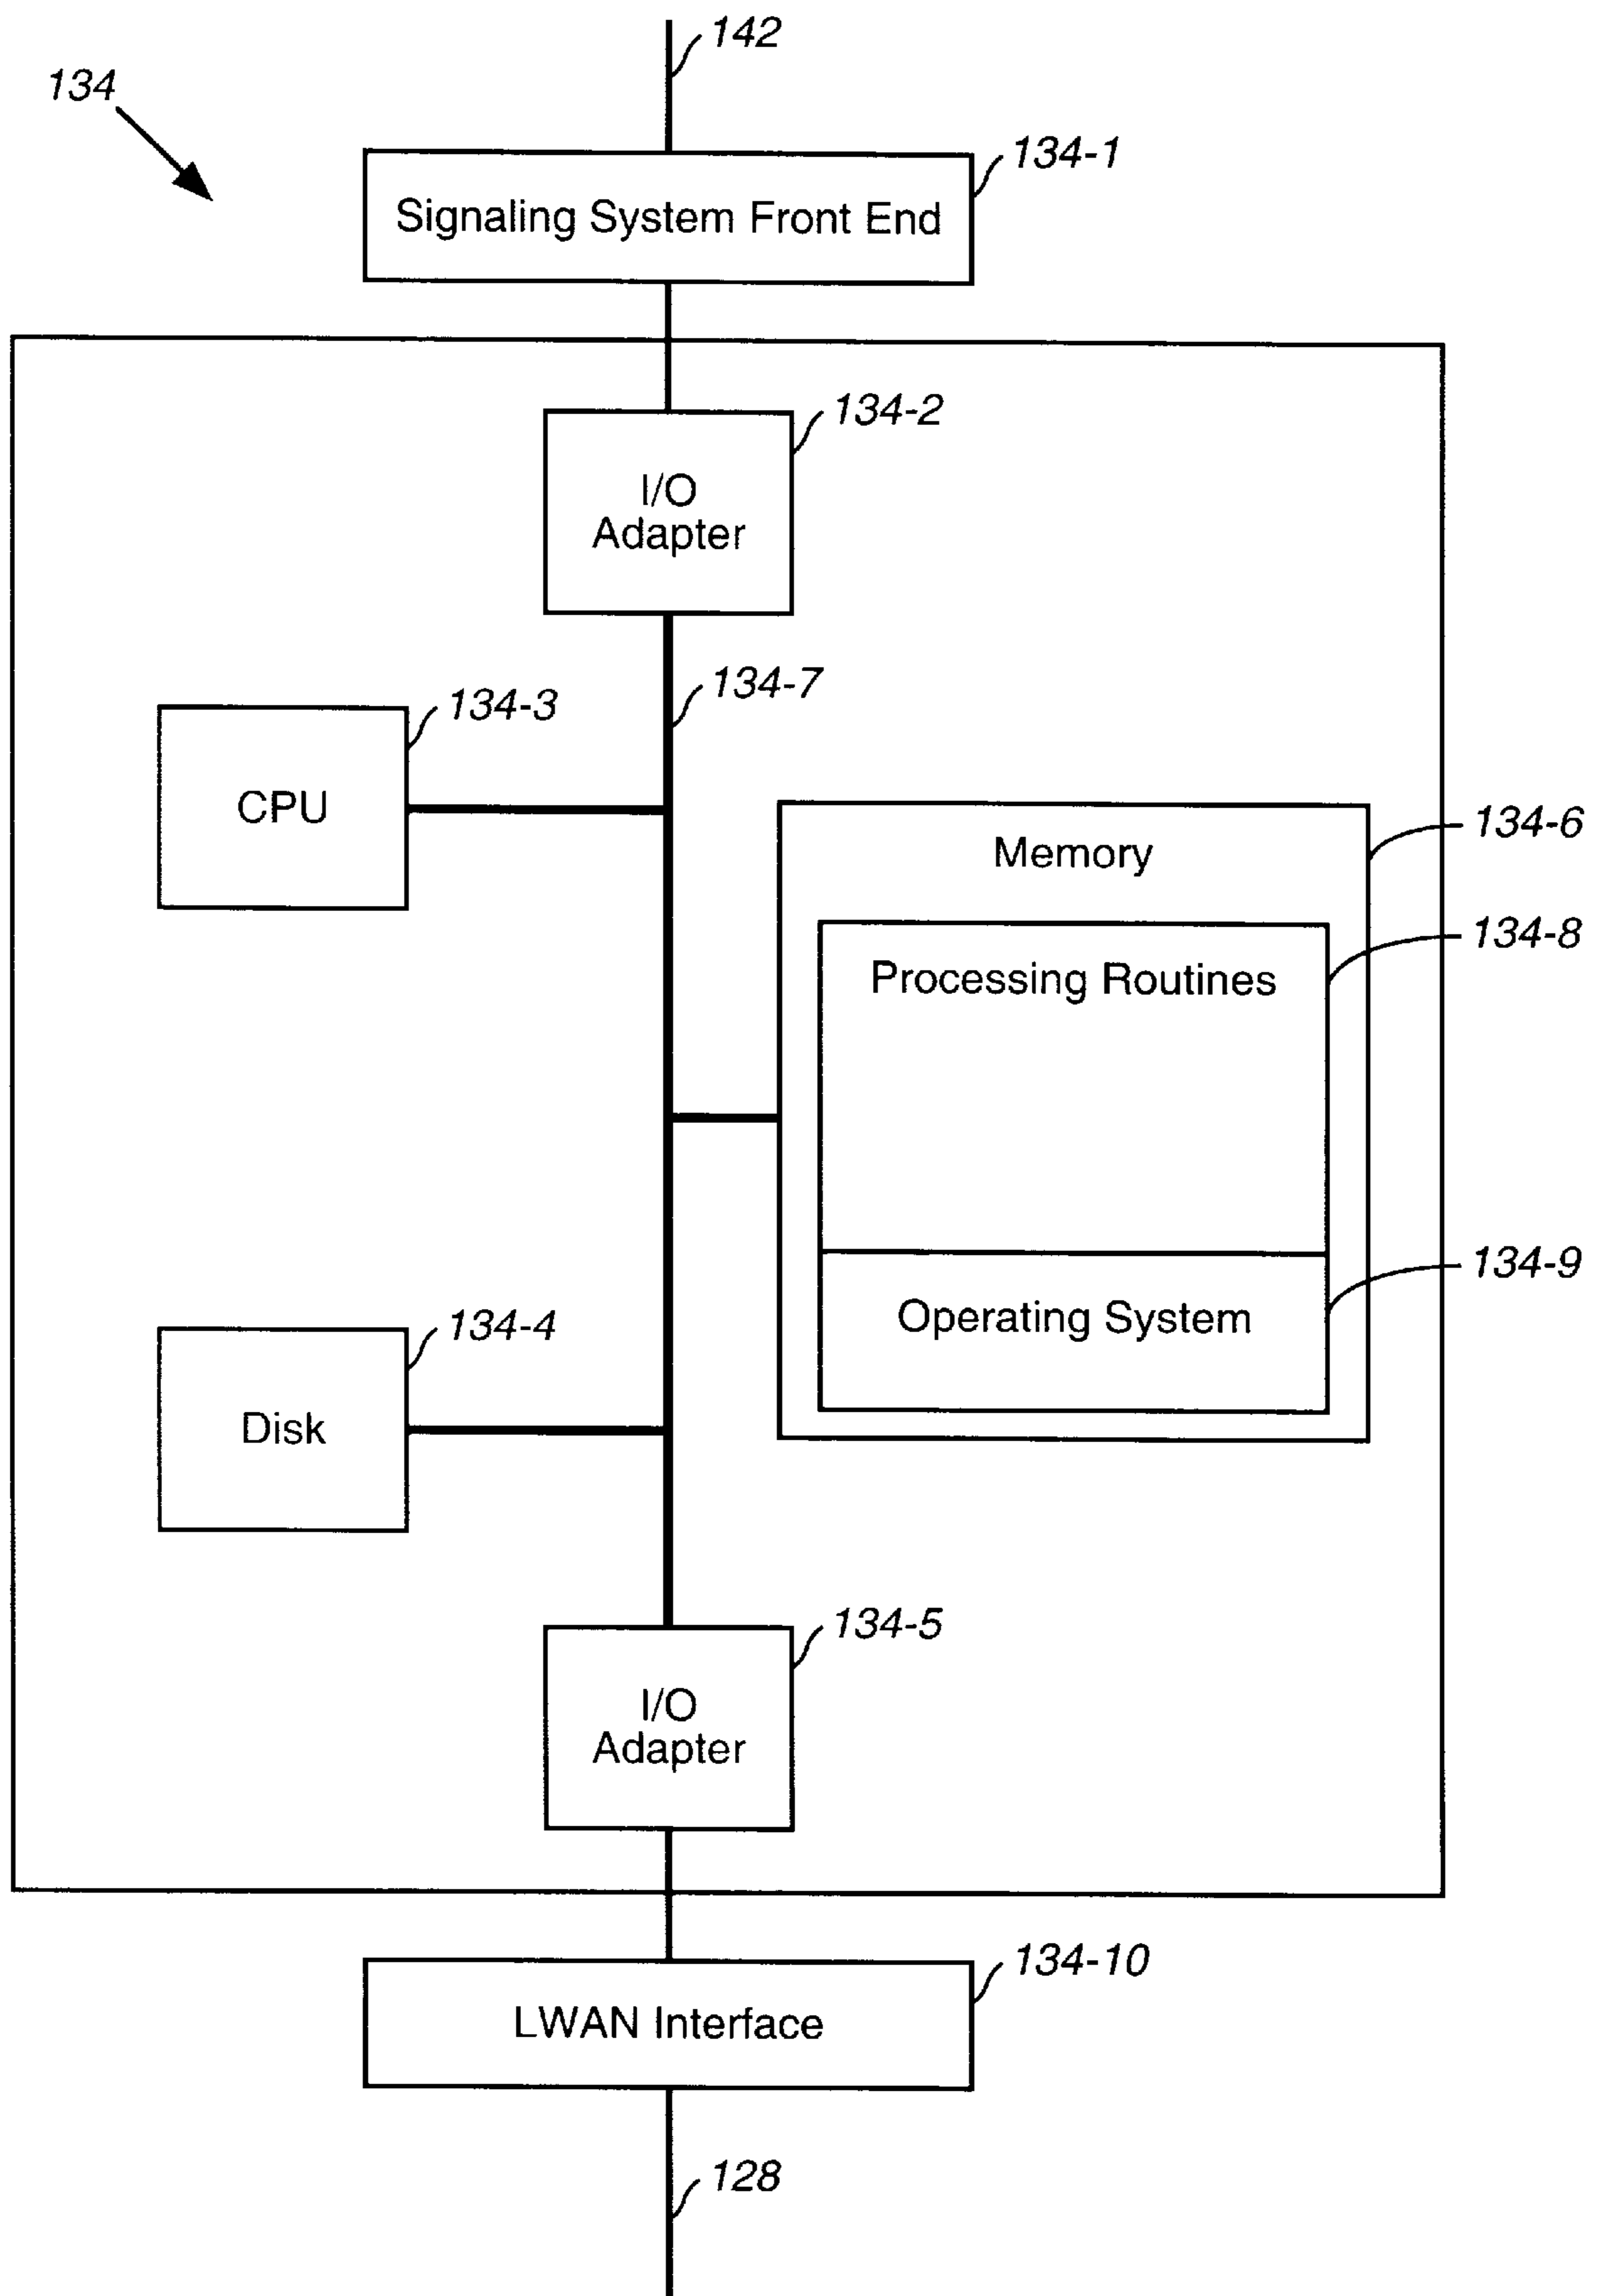 142
134
134-1
Signaling System Front End
134-2
I/O
Adapter
134-7
134-3
CPU
134-6
Memory
134-8
Processing Routines
134-9
Operating System
134-4
Disk
134-5
I/O
Adapter
134-10
LWAN Interface
128